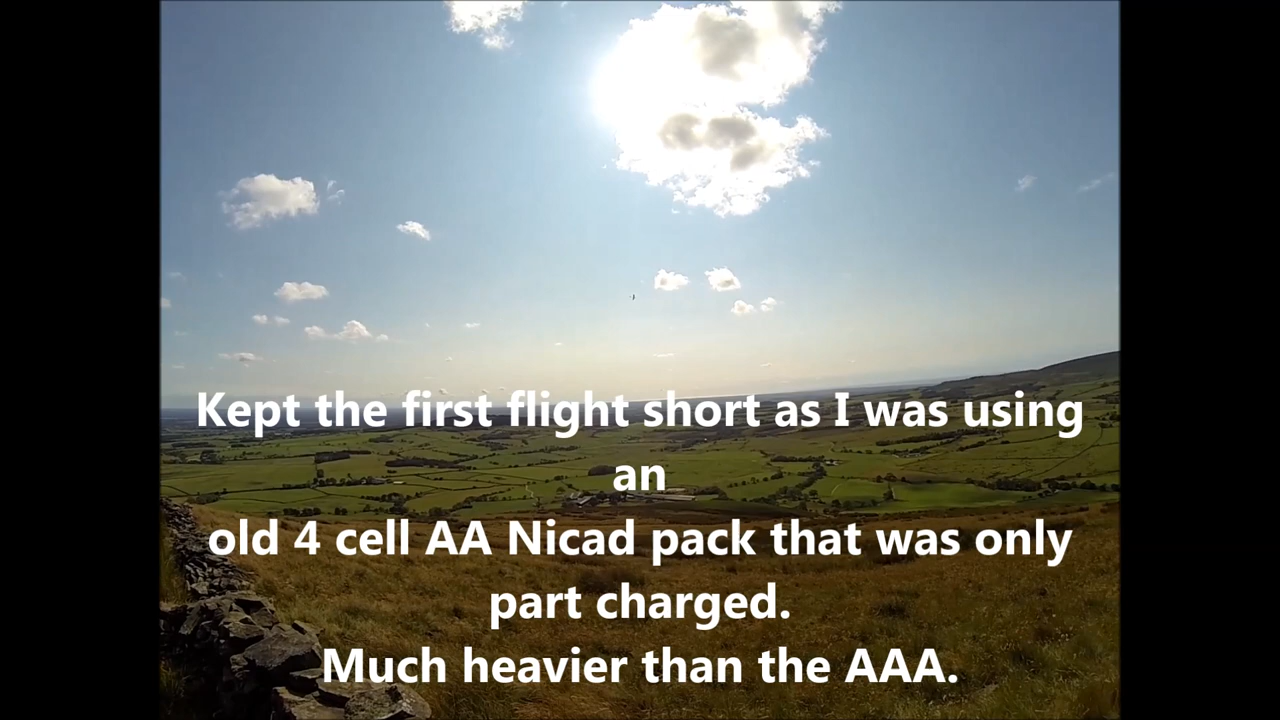 Kept the first flight short as I was using
an
old 4 cell AA Nicad pack that was only
part charged.
Much heavier than the AAA.